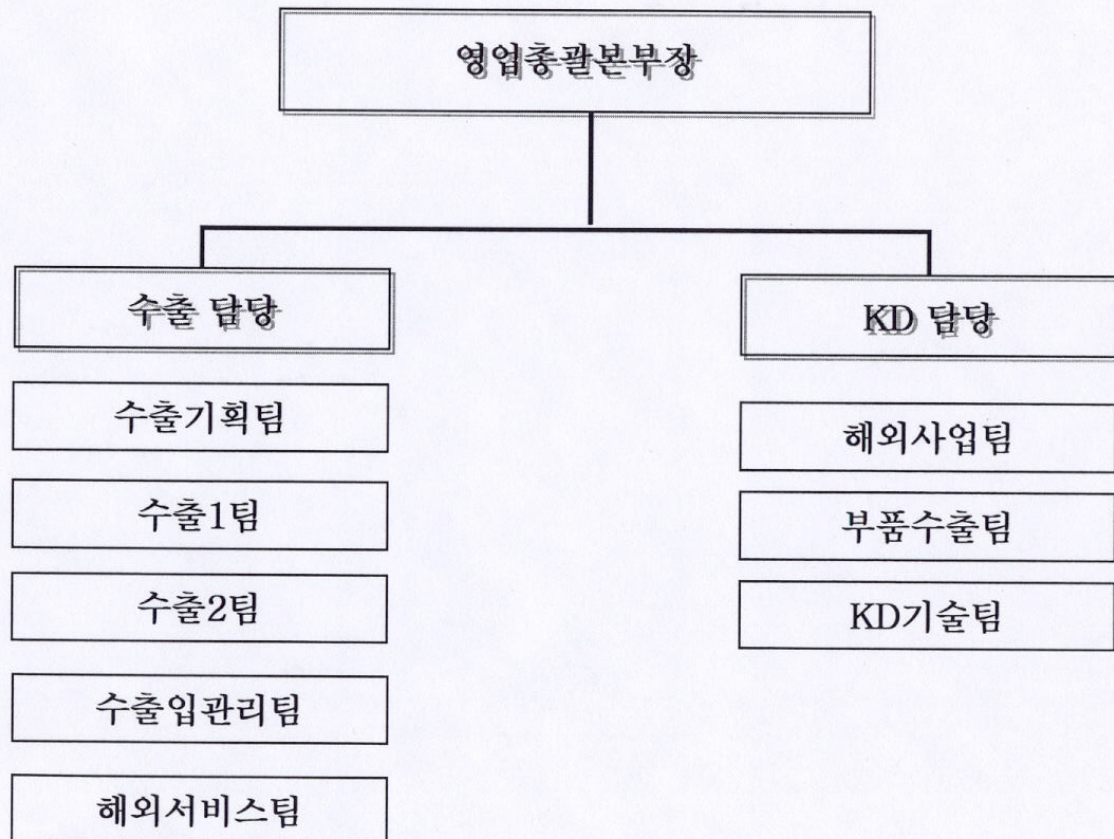 영업총괄본부장
수출 담당
수출기획팀
수출1팀
수출2팀
수출입관리팀
해외서비스팀
KD 담당
해외사업팀
부품수출팀
KD기술팀